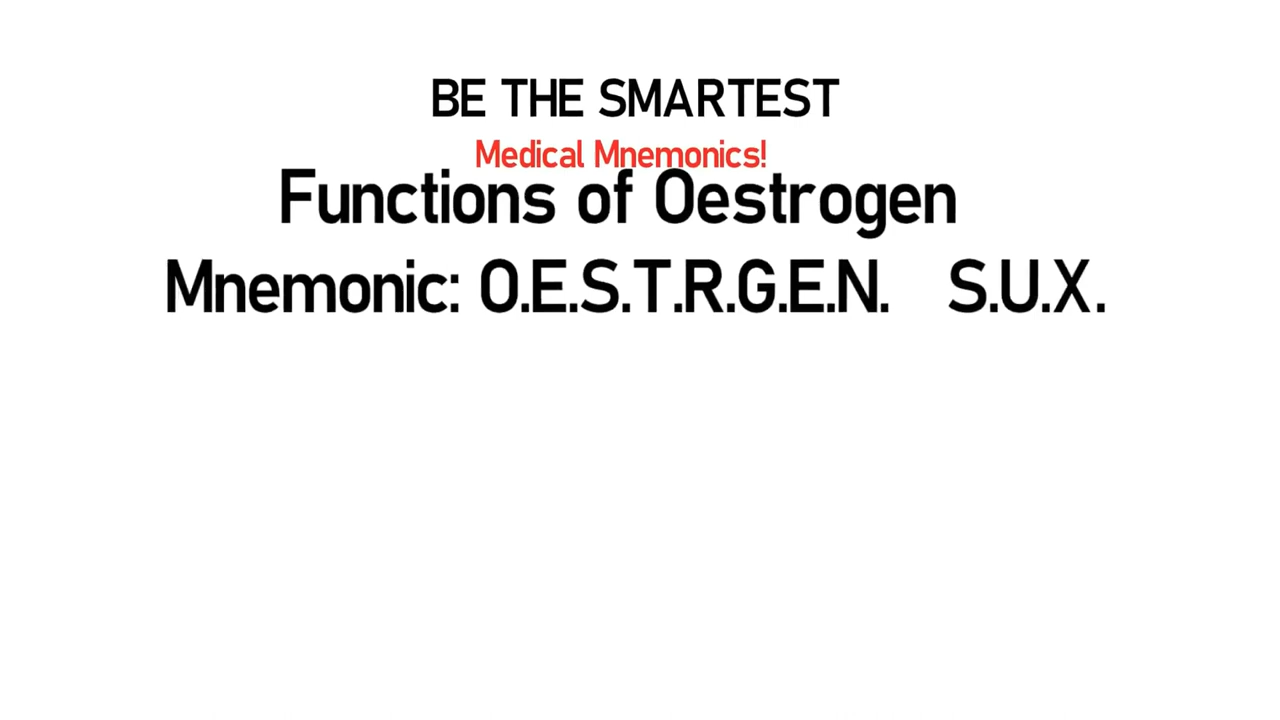 BE THE SMARTEST
Medical Mnemonics!
Functions of Oestrogen
Mnemonic: O.E.S.T.R.G.E.N. S.U.X.